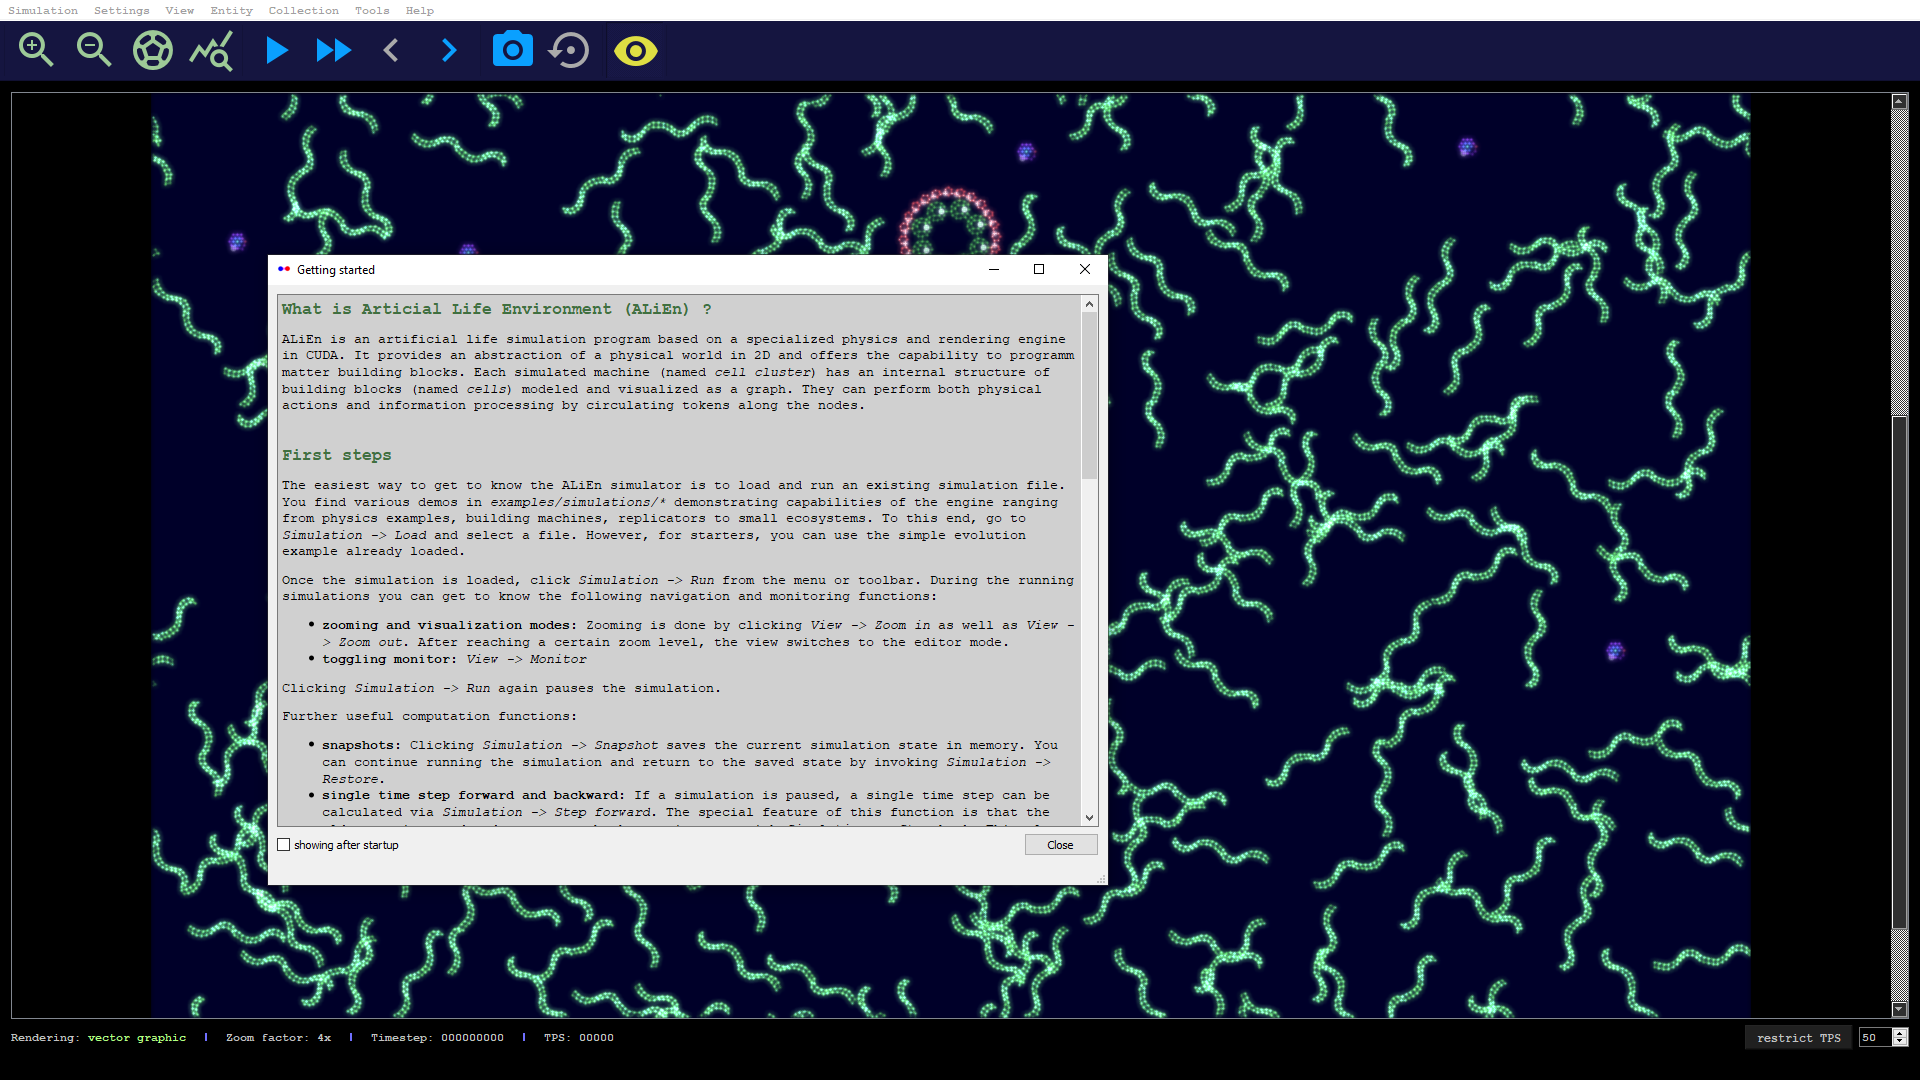 Simulation Settings View Entity Collection Tools Help
Getting started
What is Articial Life Environment (ALiEn) ?
ALiEn is an artificial life simulation program based on a specialized physics and rendering engine
in CUDA. It provides an abstraction of a physical world in 2D and offers the capability to programm
matter building blocks. Each simulated machine (named cell cluster) has an internal structure of
building blocks (named cells) modeled and visualized as a graph. They can perform both physical
actions and information processing by circulating tokens along the nodes.
First steps
The easiest way to get to know the ALiEn simulator is to load and run an existing simulation file.
You find various demos in examples/simulations/* demonstrating capabilities of the engine ranging
from physics examples, building machines, replicators to small ecosystems. To this end, go to
Simulation -> Load and select a file. However, for starters, you can use the simple evolution
example already loaded.
Once the simulation is loaded, click Simulation -> Run from the menu or toolbar. During the running
simulations you can get to know the following navigation and monitoring functions:
• zooming and visualization modes: Zooming is done by clicking View -> Zoom in as well as View -
> Zoom out. After reaching a certain zoom level, the view switches to the editor mode.
• toggling monitor: View -> Monitor
Clicking Simulation -> Run again pauses the simulation.
Further useful computation functions:
• snapshots: Clicking Simulation -> Snapshot saves the current simulation state in memory. You
can continue running the simulation and return to the saved state by invoking Simulation ->
Restore.
• single time step forward and backward: If a simulation is paused, a single time step can be
calculated via Simulation -> Step forward. The special feature of this function is that the
showing after startup
Close
Rendering: vector graphic | Zoom factor: 4x | Timestep: 000000000 | TPS: 00000
restrict TPS 50